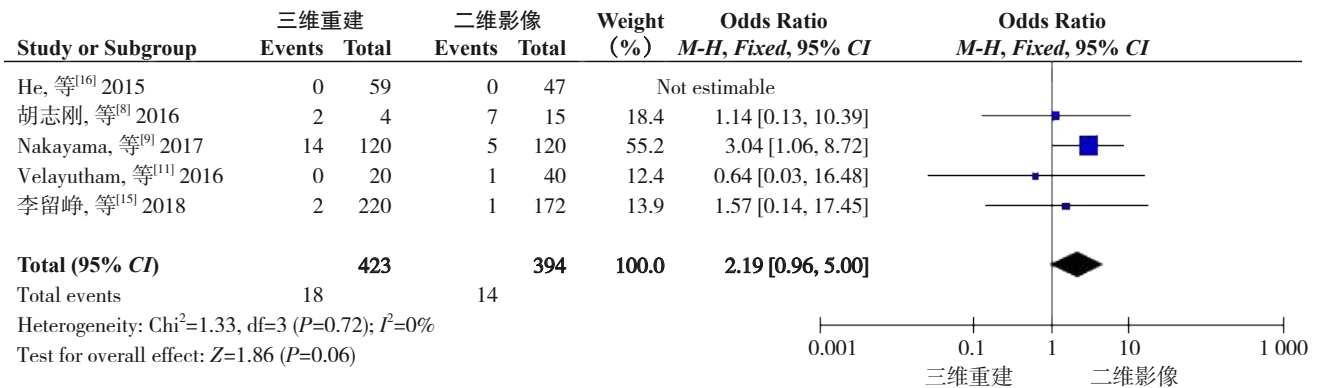 三维重建 二维影像 Weight Odds Ratio Odds Ratio
Study or Subgroup Events Total Events Total (%) M-H, Fixed, 95% CI M-H, Fixed, 95% CI
He, 等[16] 2015 0 59 0 47 Not estimable
胡志刚, 等[8] 2016 2 4 7 15 18.4 1.14 [0.13, 10.39]
Nakayama, 等[9] 2017 14 120 5 120 55.2 3.04 [1.06, 8.72]
Velayutham, 等[11] 2016 0 20 1 40 12.4 0.64 [0.03, 16.48]
李留峥, 等[15] 2018 2 220 1 172 13.9 1.57 [0.14, 17.45]
Total (95% CI) 423 394 100.0 2.19 [0.96, 5.00]
Total events 18 14
Heterogeneity: Chi2=1.33, df=3 (P=0.72); I2=0%
Test for overall effect: Z=1.86 (P=0.06)
0.001 0.1 1 10 1 000
三维重建 二维影像